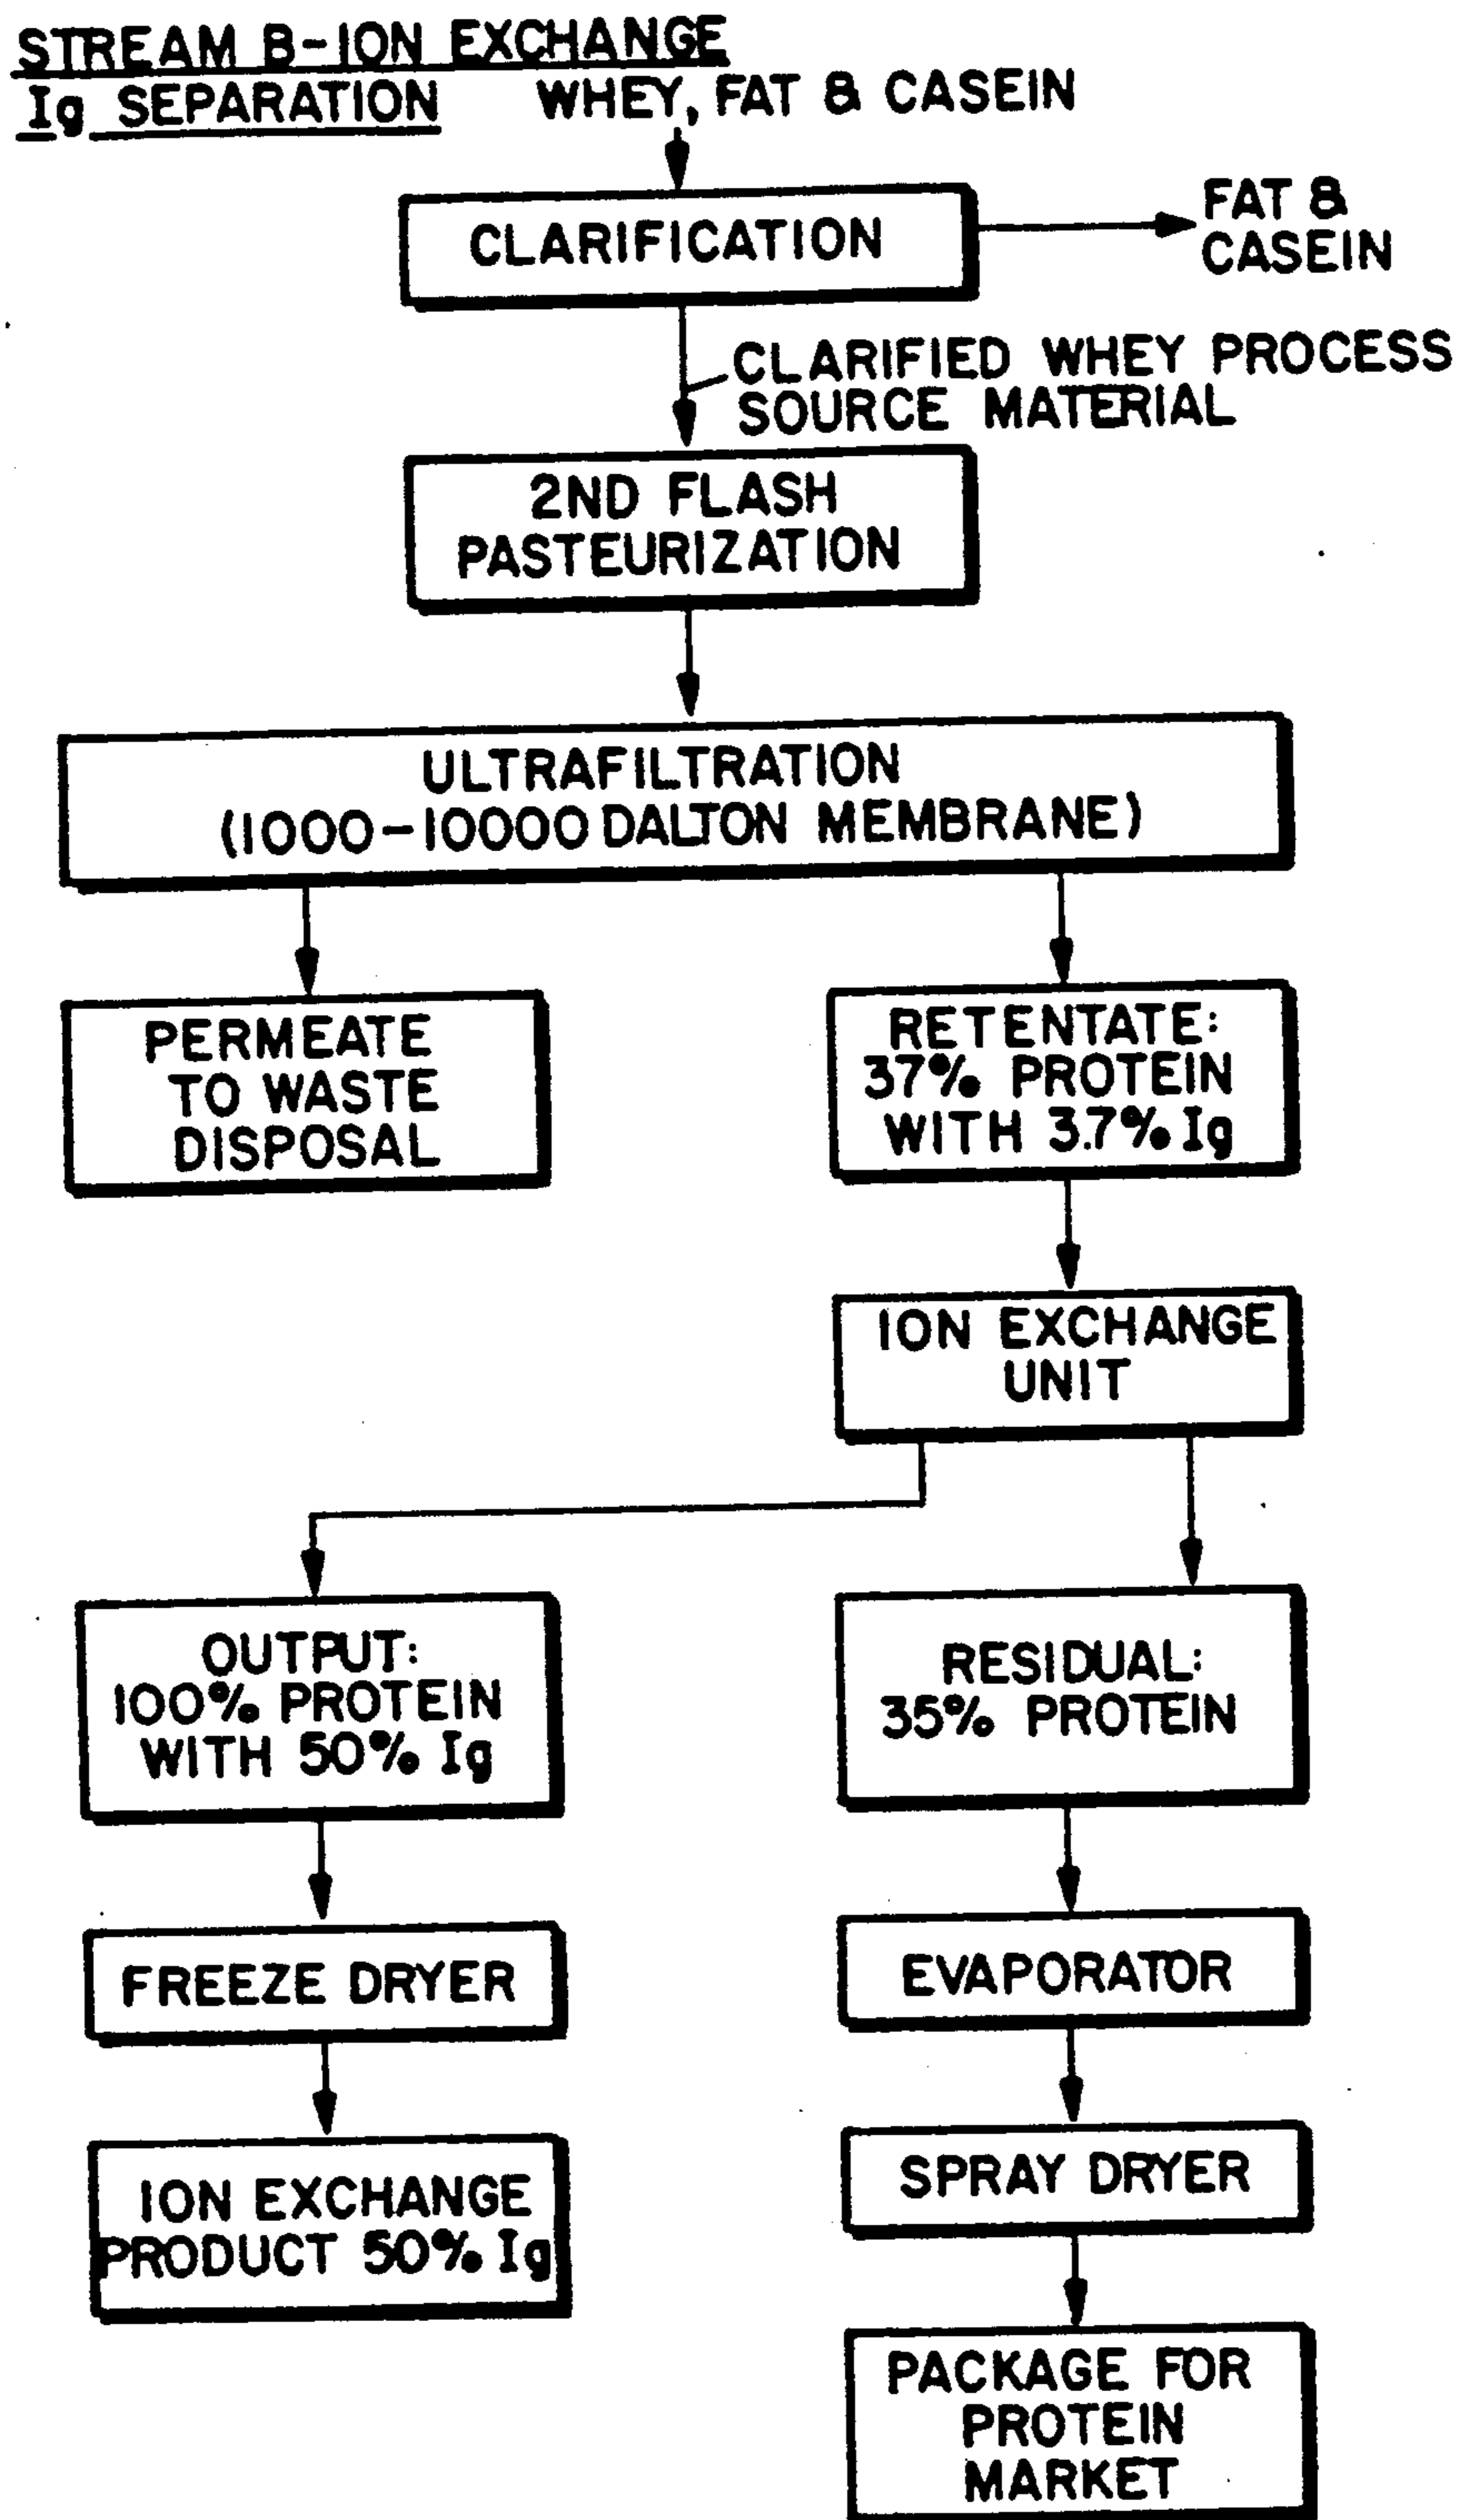 STREAM B-ION EXCHANGE
Ig SEPARATION
WHEY, FAT & CASEIN
CLARIFICATION
FAT &
CASEIN
CLARIFIED WHEY PROCESS
SOURCE MATERIAL
2ND FLASH
PASTEURIZATION
ULTRAFILTRATION
(1000-10000 DALTON MEMBRANE)
PERMEATE
TO WASTE
DISPOSAL
RETENTATE:
37% PROTEIN
WITH 3.7% Ig
ION EXCHANGE
UNIT
OUTPUT:
100% PROTEIN
WITH 50% Ig
RESIDUAL:
35% PROTEIN
FREEZE DRYER
EVAPORATOR
ION EXCHANGE
PRODUCT 50% Ig
SPRAY DRYER
PACKAGE FOR
PROTEIN
MARKET